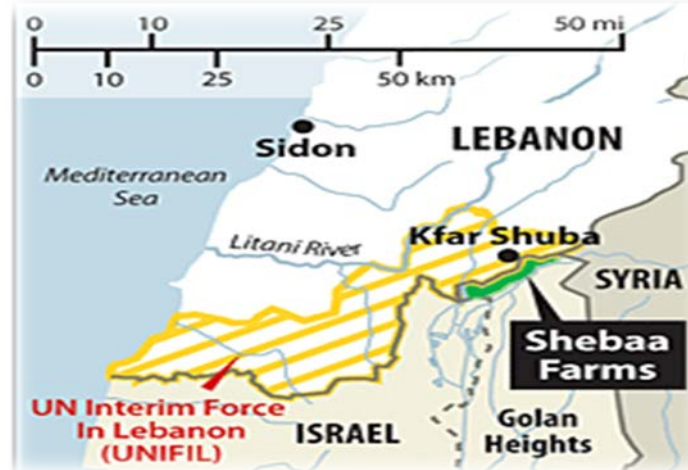 0 10 25 50 mi
0 10 25 50 km
Sidon
LEBANON
Mediterranean
Sea
Litani River
Kfar Shuba
SYRIA
Shebaa
Farms
UN Interim Force
In Lebanon
(UNIFIL)
ISRAEL
Golan
Heights